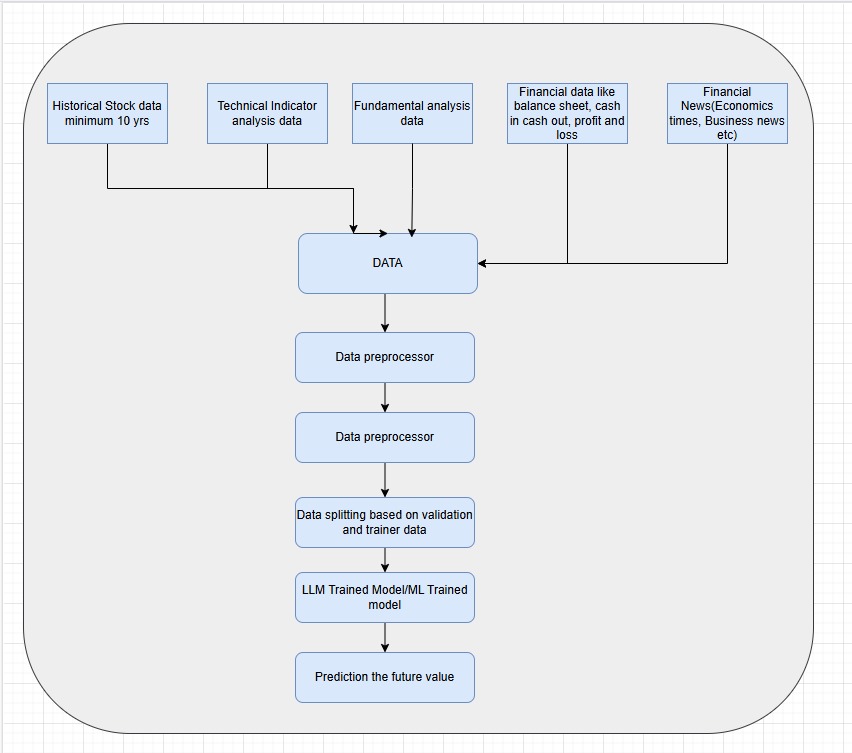 Historical Stock data
minimum 10 yrs
Technical Indicator
analysis data
Fundamental analysis
data
Financial data like
balance sheet, cash
in cash out, profit and
loss
Financial
News(Economics
times, Business news
etc)
DATA
Data preprocessor
Data preprocessor
Data splitting based on validation
and trainer data
LLM Trained Model/ML Trained
model
Prediction the future value